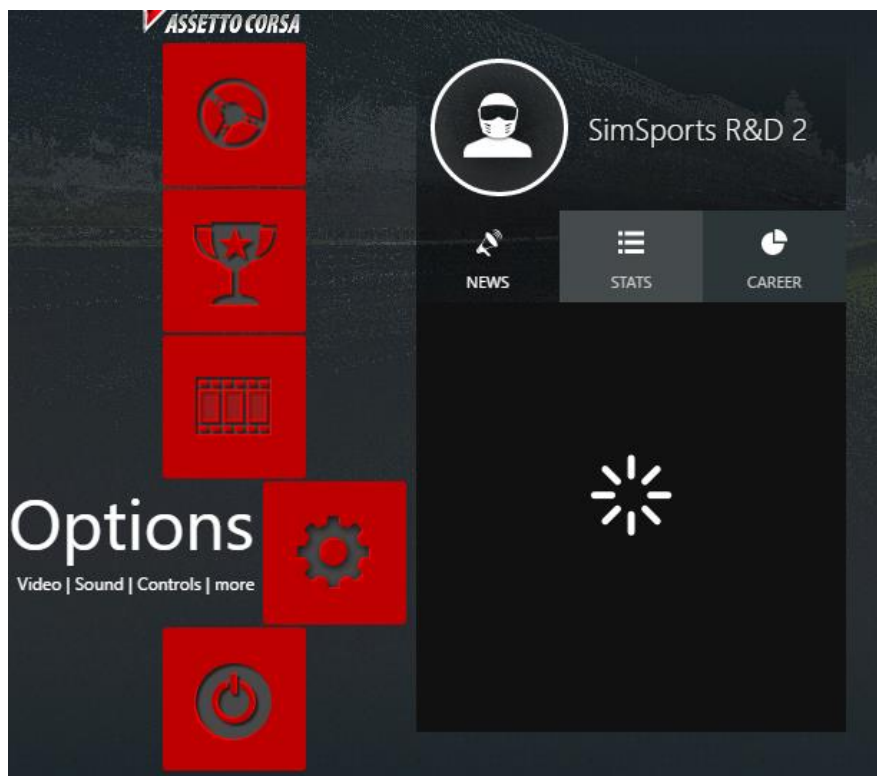 ASSETTO CORSA
SimSports R&D 2
NEWS
STATS
CAREER
Options
Video | Sound | Controls | more